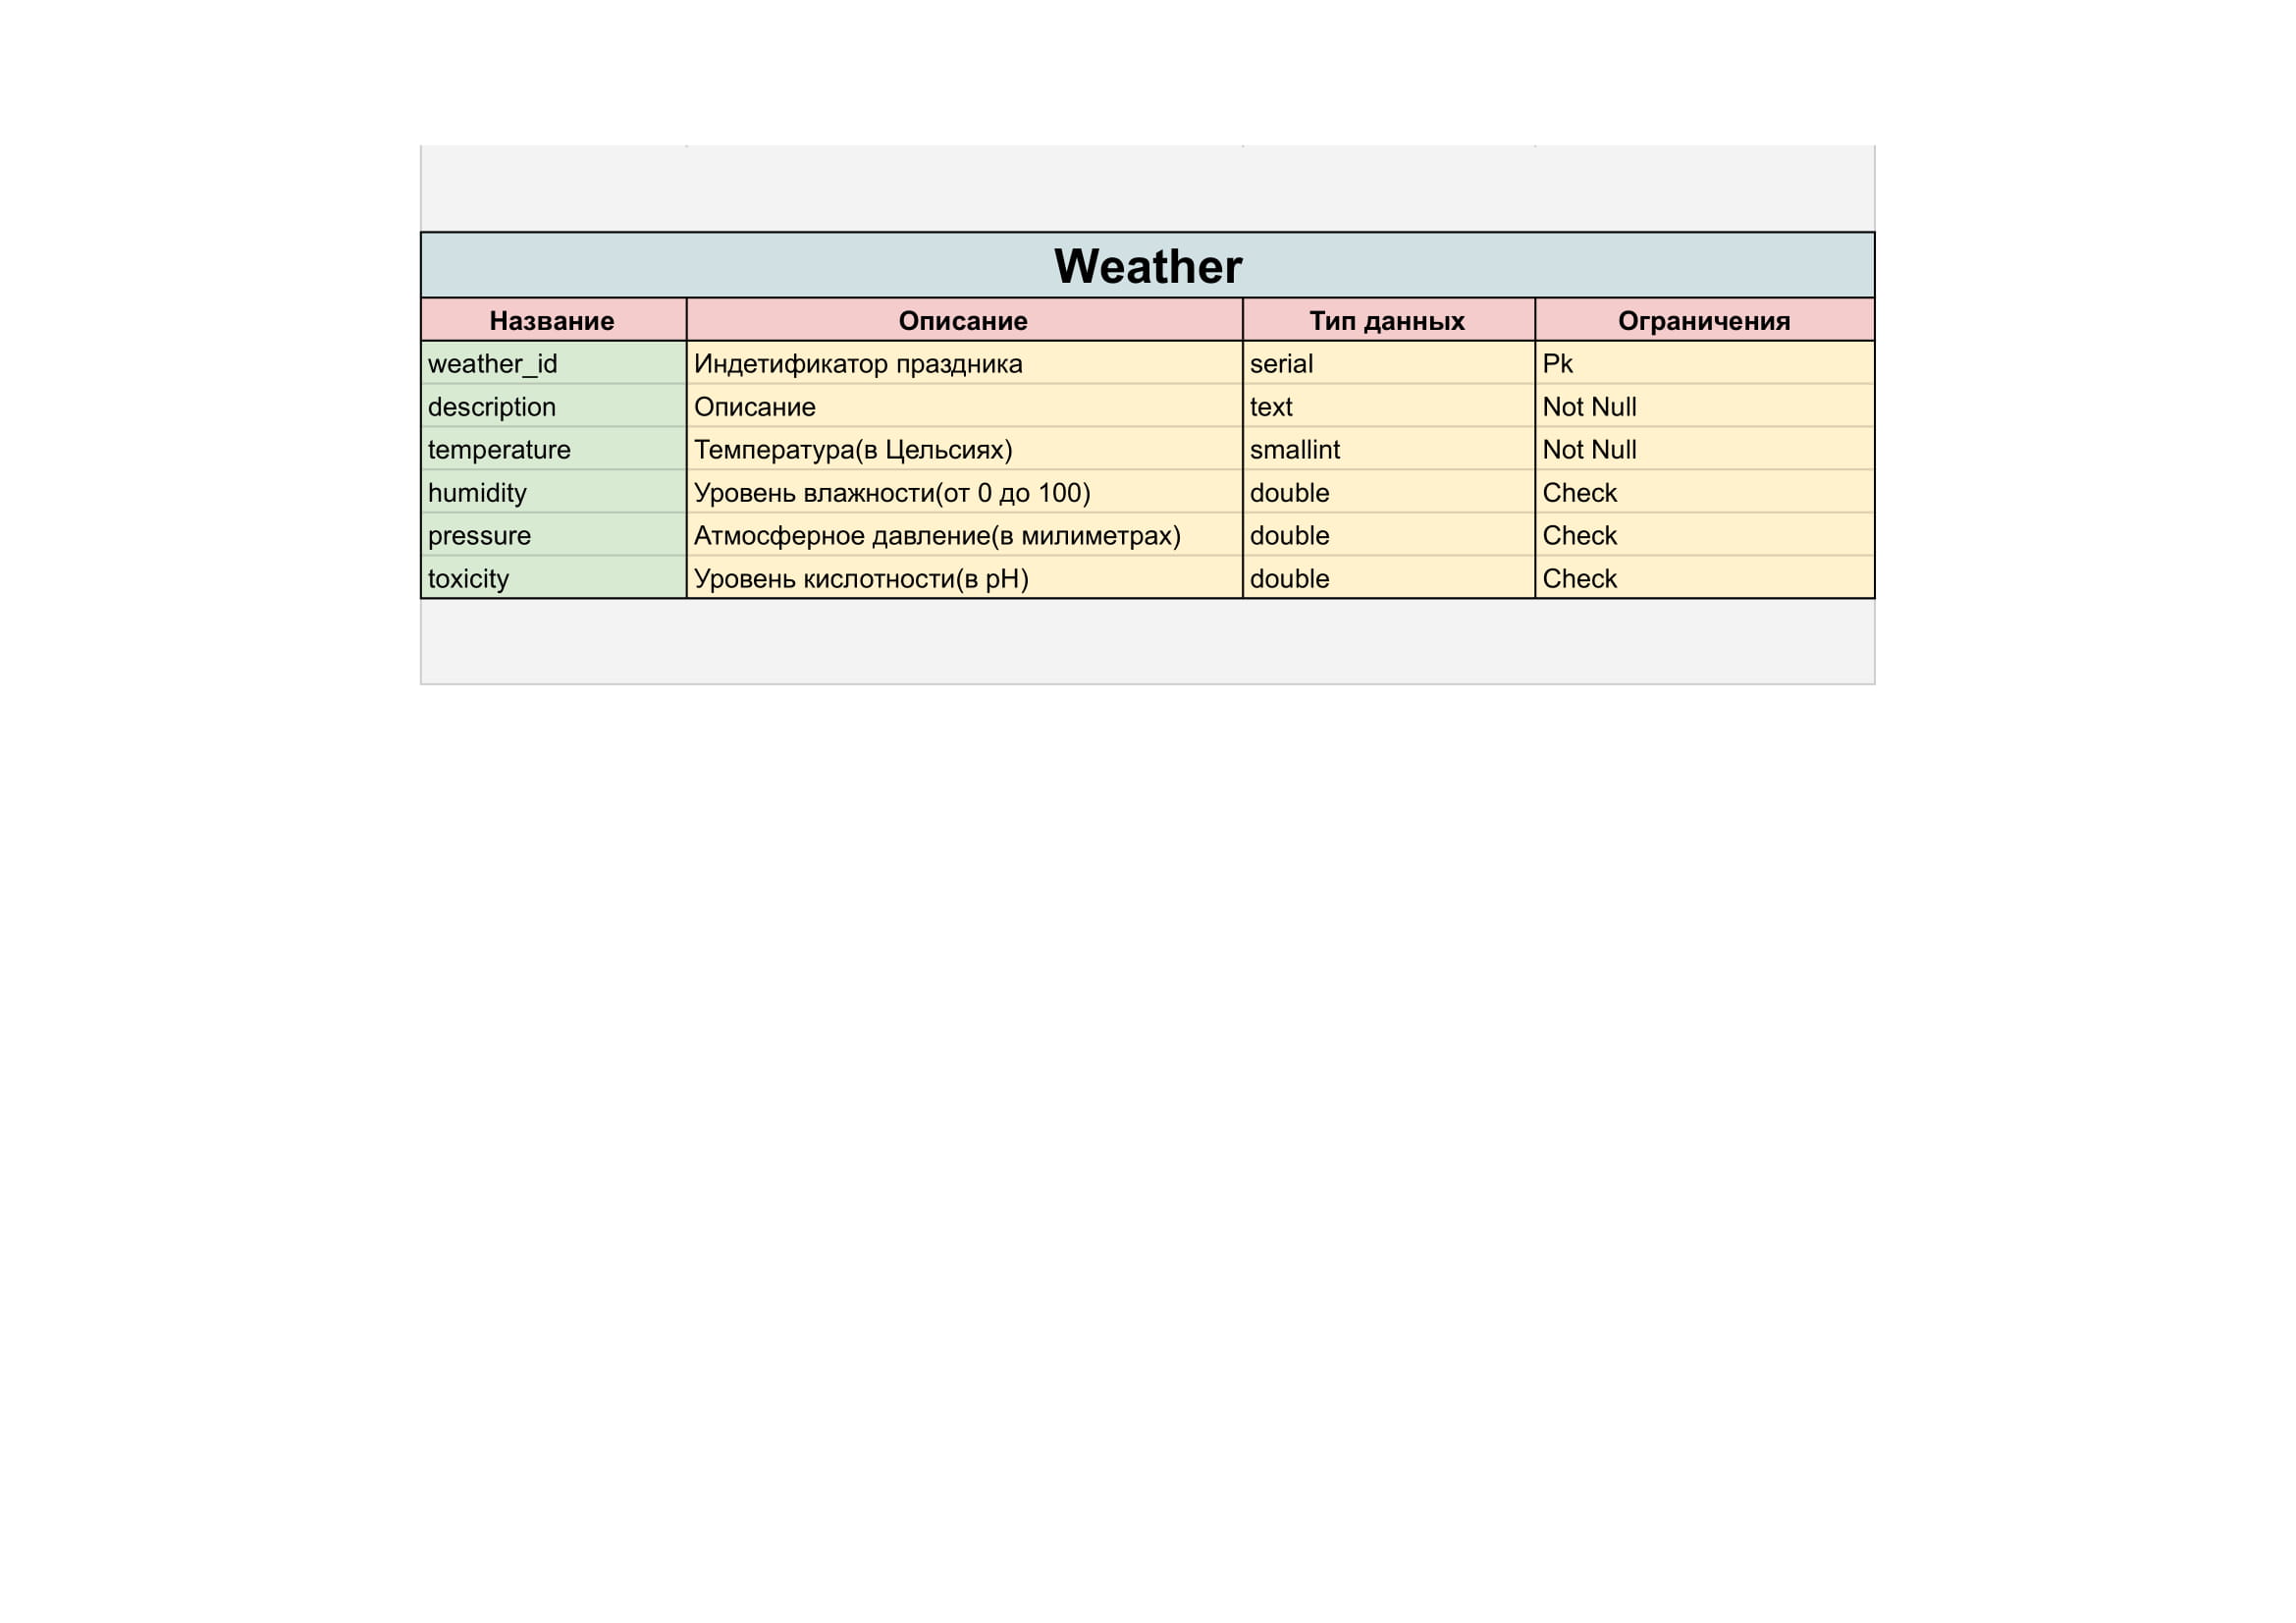 Weather
Название Описание Тип данных Ограничения
weather_id Индетификатор праздника serial Pk
description Описание text Not Null
temperature Температура(в Цельсиях) smallint Not Null
humidity Уровень влажности(от 0 до 100) double Check
pressure Атмосферное давление(в милиметрах) double Check
toxicity Уровень кислотности(в pH) double Check